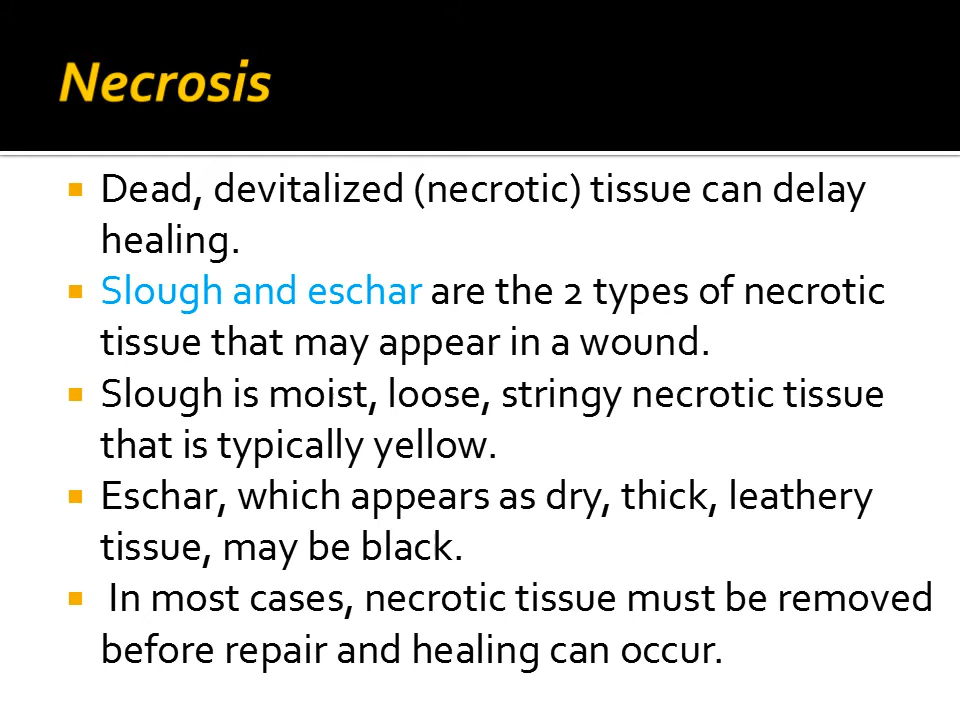 Necrosis
Dead, devitalized (necrotic) tissue can delay
healing.
Slough and eschar are the 2 types of necrotic
tissue that may appear in a wound.
Slough is moist, loose, stringy necrotic tissue
that is typically yellow.
Eschar, which appears as dry, thick, leathery
tissue, may be black.
In most cases, necrotic tissue must be removed
before repair and healing can occur.